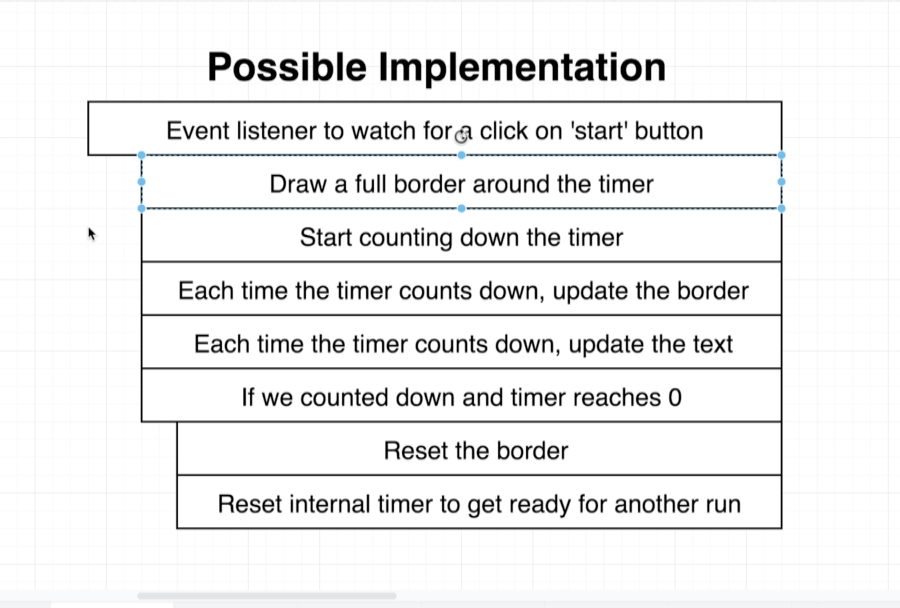 Possible Implementation
Event listener to watch for a click on 'start' button
Draw a full border around the timer
Start counting down the timer
Each time the timer counts down, update the border
Each time the timer counts down, update the text
If we counted down and timer reaches 0
Reset the border
Reset internal timer to get ready for another run